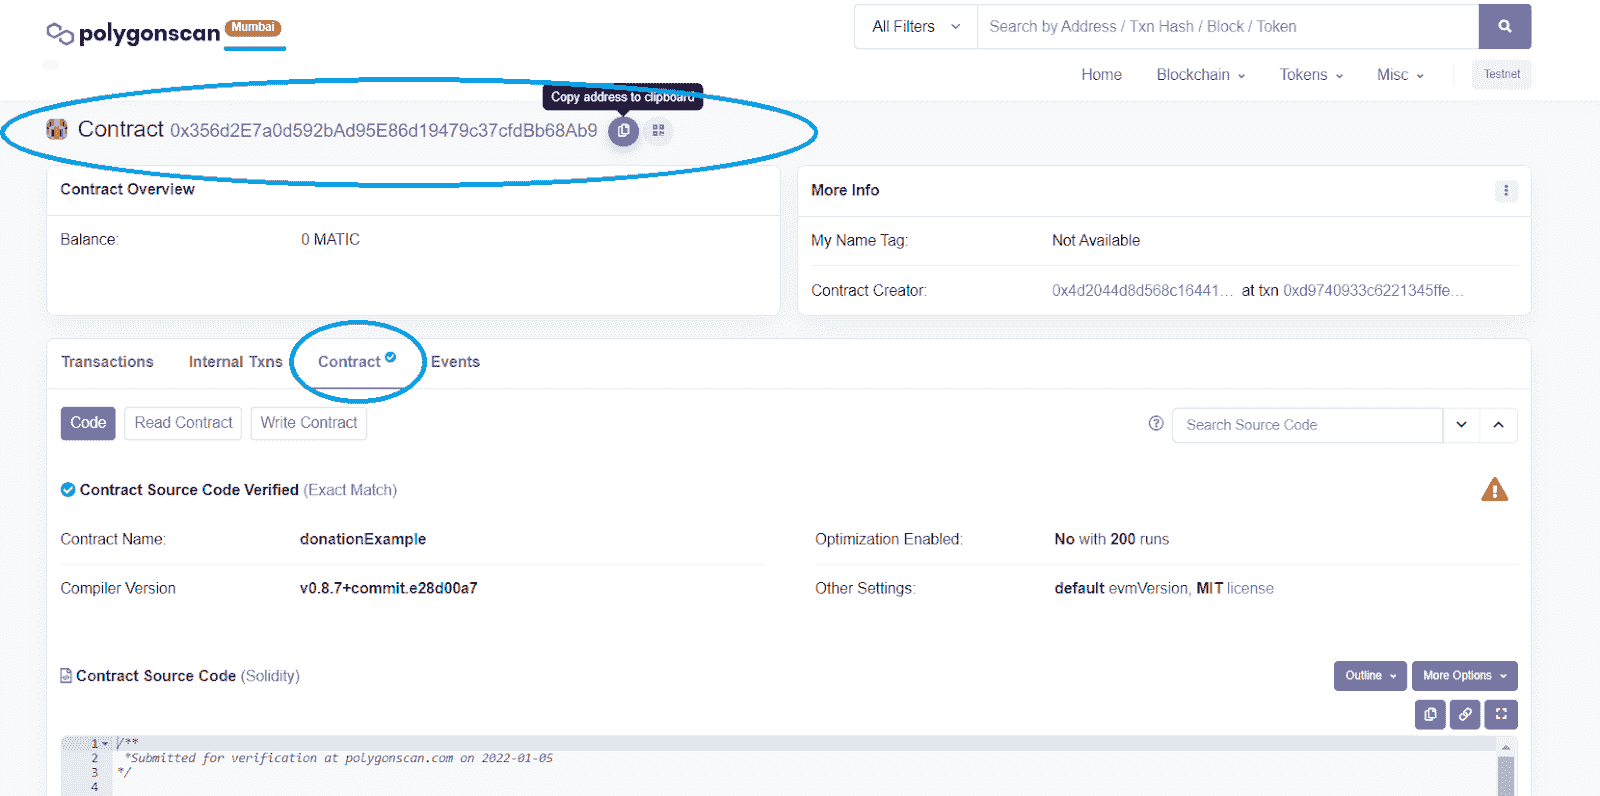 polygonscan Mumbai
All Filters Search by Address / Txn Hash / Block / Token
Home Blockchain Tokens Misc Testnet
Copy address to clipboard
Contract 0x356d2E7a0d592bAd95E86d19479c37cfdBb68Ab9
Contract Overview
Balance: 0 MATIC
More Info
My Name Tag: Not Available
Contract Creator: 0x4d2044d8d568c16441... at txn 0xd9740933c6221345ffe...
Transactions Internal Txns Contract Events
Code Read Contract Write Contract Search Source Code
Contract Source Code Verified (Exact Match)
Contract Name: donationExample
Optimization Enabled: No with 200 runs
Compiler Version v0.8.7+commit.e28d00a7
Other Settings: default evmVersion, MIT license
Contract Source Code (Solidity) Outline More Options
1 /**
2 *Submitted for verification at polygonscan.com on 2022-01-05
3 */
4